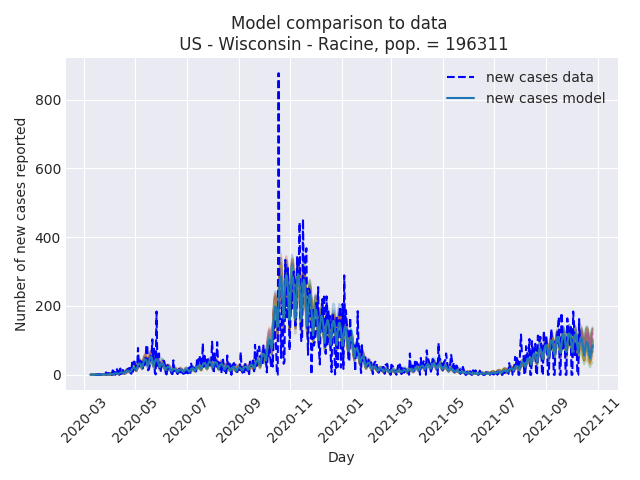 Model comparison to data
US - Wisconsin - Racine, pop. = 196311
new cases data
new cases model
Number of new cases reported
800
600
400
200
0
2020-03
2020-05
2020-07
2020-09
2020-11
2021-01
2021-03
2021-05
2021-07
2021-09
2021-11
Day